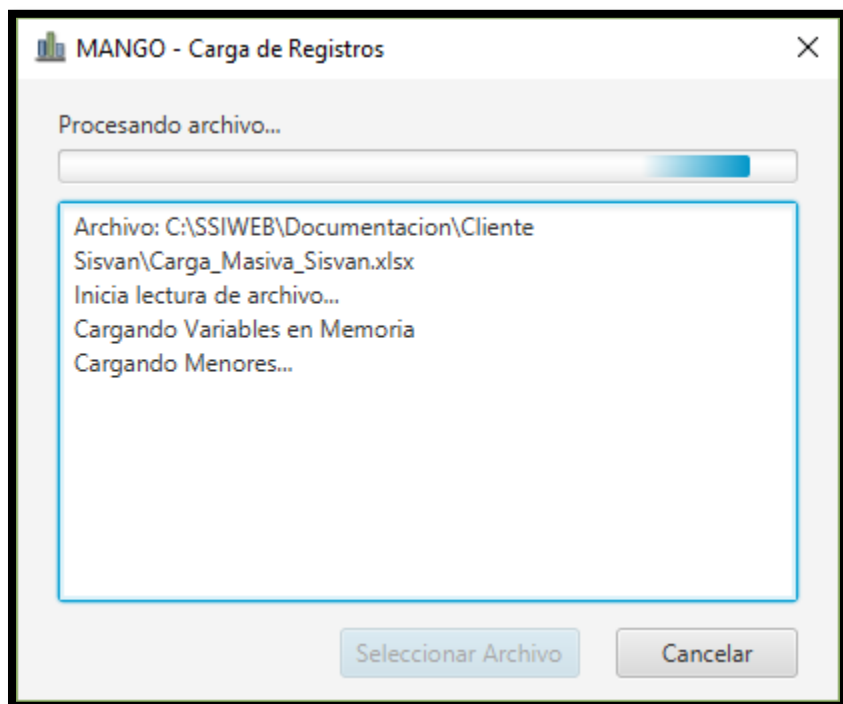 MANGO - Carga de Registros
Procesando archivo...
Archivo: C:\SSIWEB\Documentacion\Cliente
Sisvan\Carga_Masiva_Sisvan.xlsx
Inicia lectura de archivo...
Cargando Variables en Memoria
Cargando Menores...
Seleccionar Archivo
Cancelar